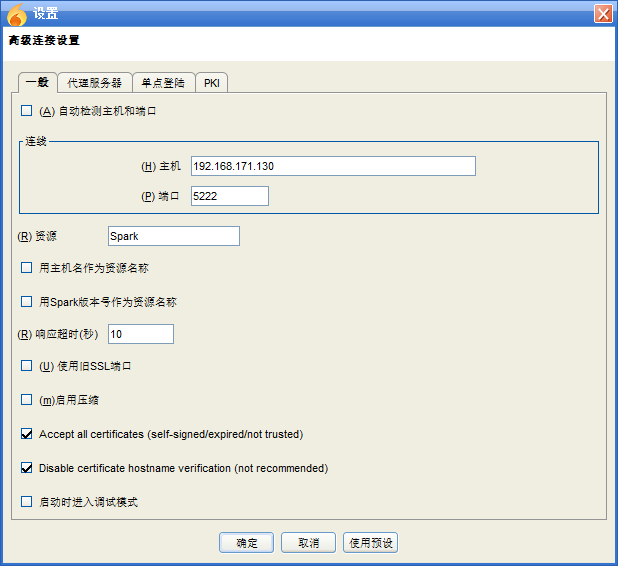 设置
高级连接设置
一般 代理服务器 单点登陆 PKI
(A) 自动检测主机和端口
连线
(H) 主机 192.168.171.130
(P) 端口 5222
(R) 资源 Spark
用主机名作为资源名称
用Spark版本号作为资源名称
(R) 响应超时(秒) 10
(U) 使用旧SSL端口
(m)启用压缩
Accept all certificates (self-signed/expired/not trusted)
Disable certificate hostname verification (not recommended)
启动时进入调试模式
确定 取消 使用预设